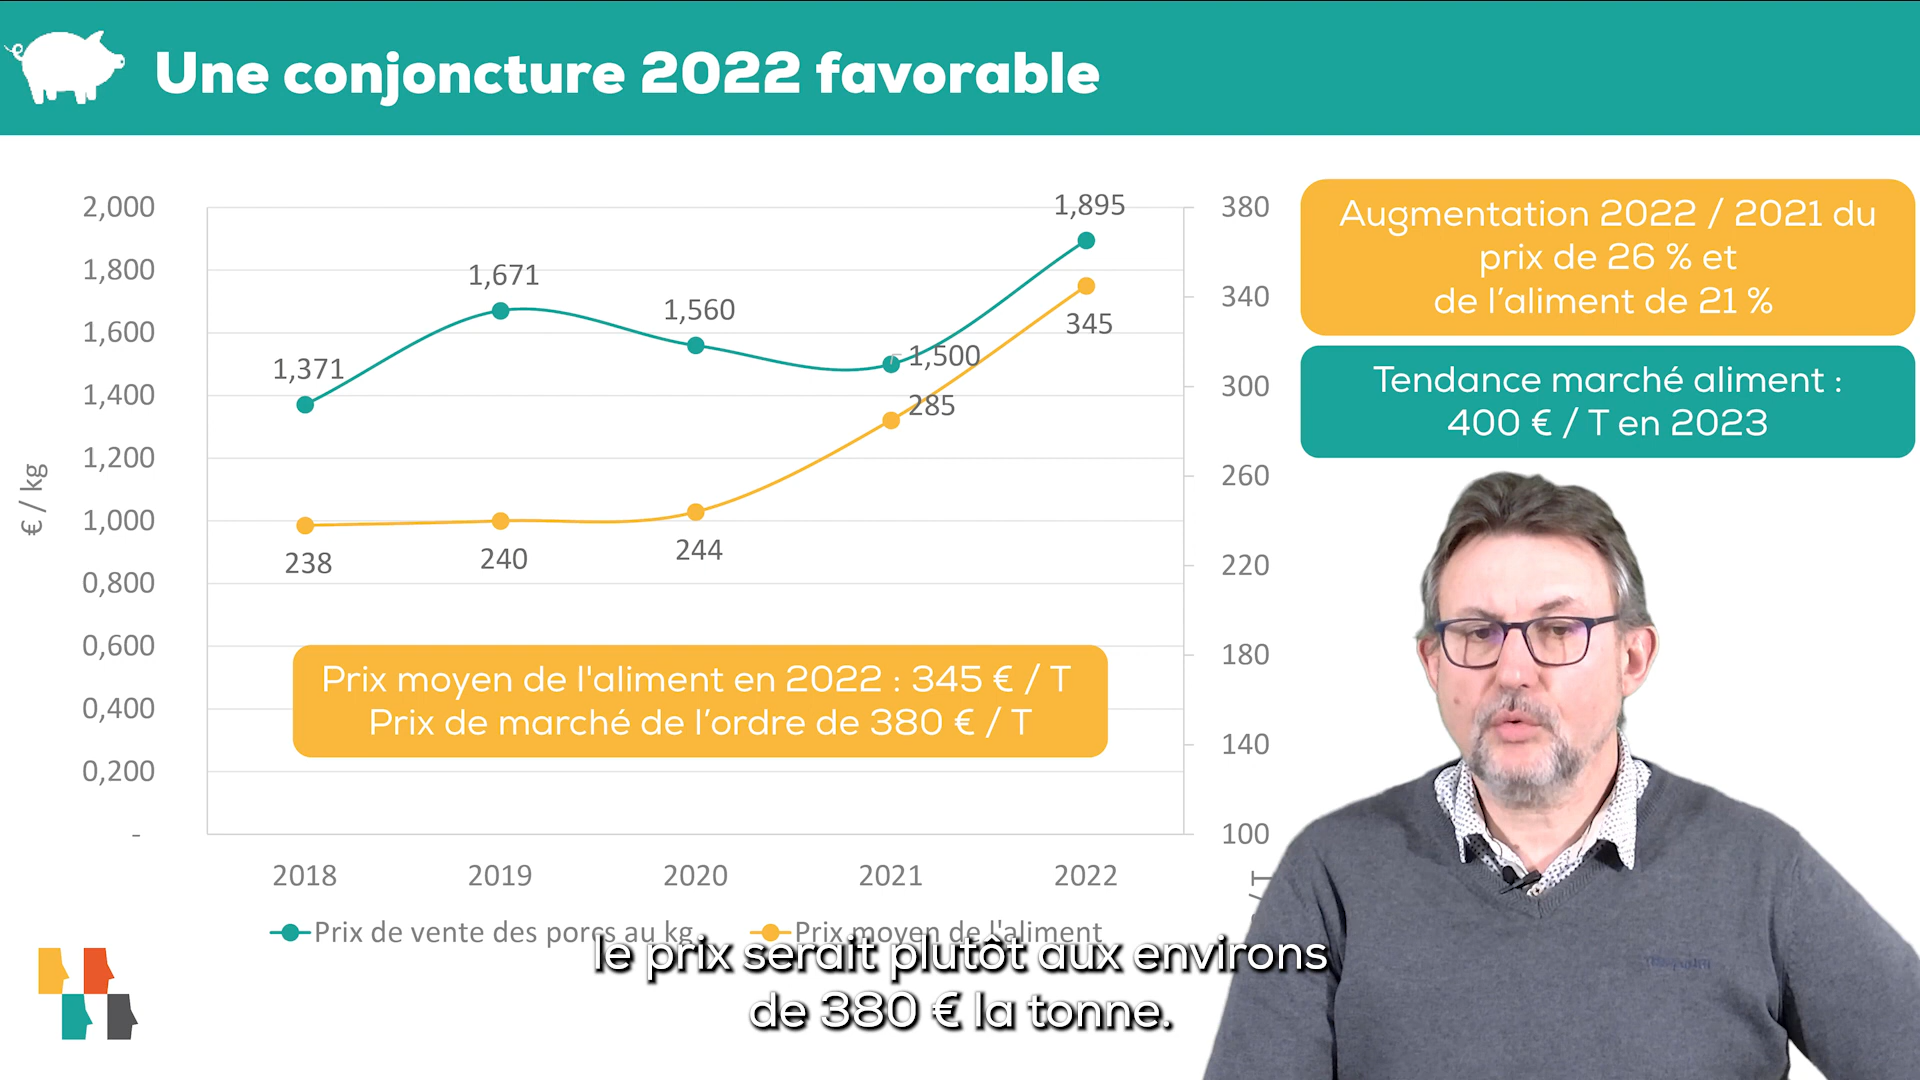 Une conjoncture 2022 favorable
2,000
1,800
1,600
1,400
1,200
1,000
0,800
0,600
0,400
0,200
-
€ / kg
1,371
1,671
1,560
1,500
1,895
238
240
244
285
345
380
340
300
260
220
180
140
100
/ T
2018
2019
2020
2021
2022
Prix moyen de l'aliment en 2022 : 345 € / T
Prix de marché de l’ordre de 380 € / T
Prix de vente des porcs au kg
Prix moyen de l'aliment
Augmentation 2022 / 2021 du
prix de 26 % et
de l’aliment de 21 %
Tendance marché aliment :
400 € / T en 2023
le prix serait plutôt aux environs
de 380 € la tonne.